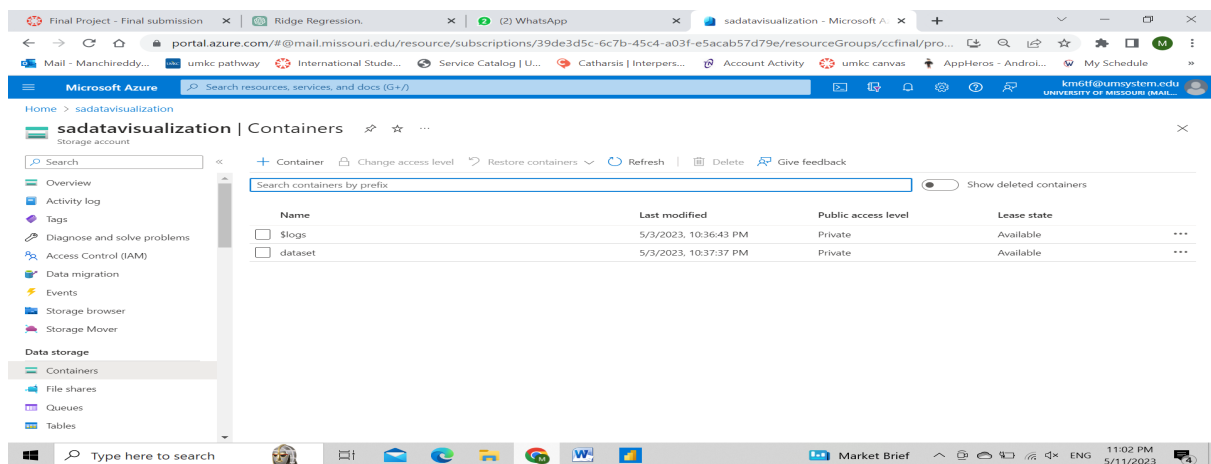 Final Project - Final submission
Ridge Regression.
(2) WhatsApp
sadatavisualization - Microsoft A
portal.azure.com/#@mail.missouri.edu/resource/subscriptions/39de3d5c-6c7b-45c4-a03f-e5acab57d79e/resourceGroups/ccfinal/pro...
M
Mail - Manchireddy...
umkc pathway
International Stude...
Service Catalog | U...
Catharsis | Interpers...
Account Activity
umkc canvas
AppHeros - Androi...
My Schedule
»
Microsoft Azure
Search resources, services, and docs (G+/)
km6tf@umsystem.edu
UNIVERSITY OF MISSOURI (MAIL...
Home > sadatavisualization
sadatavisualization | Containers
Storage account
Search
«
+ Container
Change access level
Restore containers
Refresh
Delete
Give feedback
Overview
Activity log
Tags
Diagnose and solve problems
Access Control (IAM)
Data migration
Events
Storage browser
Storage Mover
Data storage
Containers
File shares
Queues
Tables
Search containers by prefix
Show deleted containers
Name Last modified Public access level Lease state
$logs 5/3/2023, 10:36:43 PM Private Available
dataset 5/3/2023, 10:37:37 PM Private Available
Type here to search
Market Brief
ENG
11:02 PM
5/11/2023
4